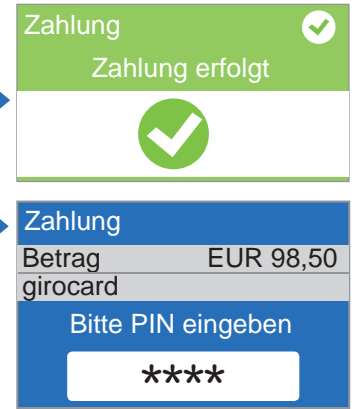 Zahlung
Zahlung erfolgt
Zahlung
Betrag EUR 98,50
girocard
Bitte PIN eingeben
****